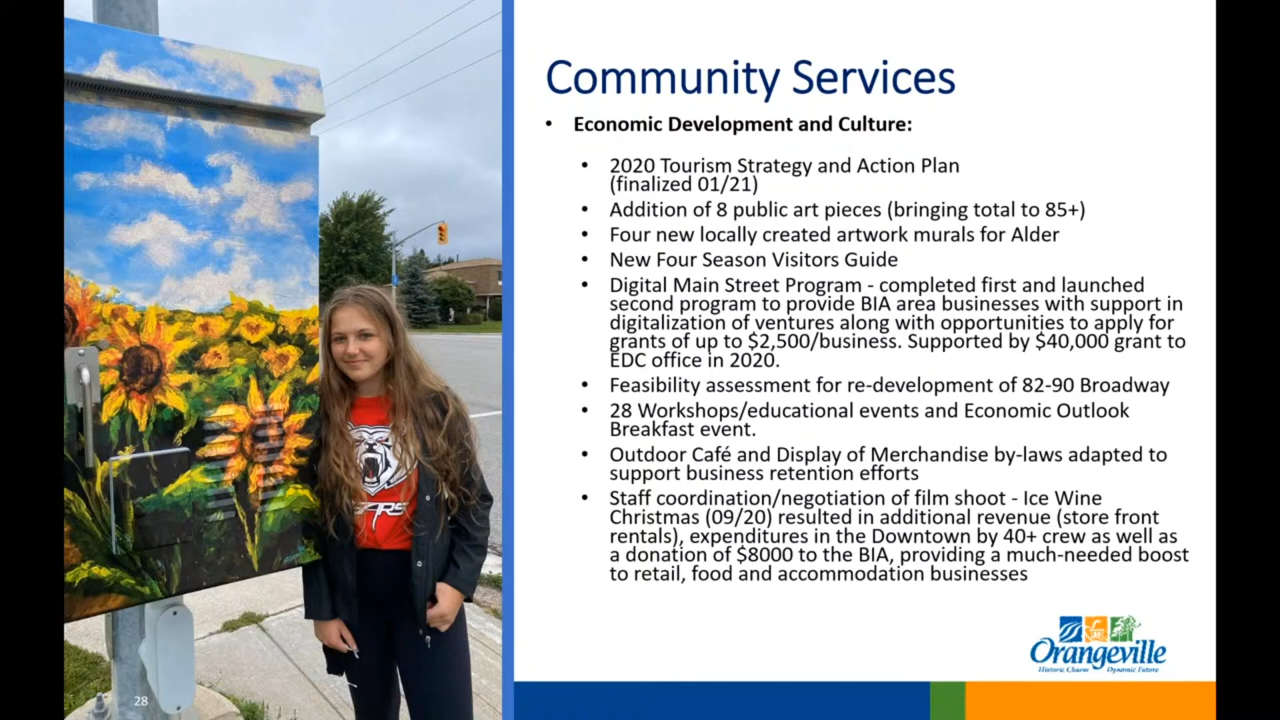 Community Services
• Economic Development and Culture:
• 2020 Tourism Strategy and Action Plan
(finalized 01/21)
• Addition of 8 public art pieces (bringing total to 85+)
• Four new locally created artwork murals for Alder
• New Four Season Visitors Guide
• Digital Main Street Program - completed first and launched
second program to provide BIA area businesses with support in
digitalization of ventures along with opportunities to apply for
grants of up to $2,500/business. Supported by $40,000 grant to
EDC office in 2020.
• Feasibility assessment for re-development of 82-90 Broadway
• 28 Workshops/educational events and Economic Outlook
Breakfast event.
• Outdoor Café and Display of Merchandise by-laws adapted to
support business retention efforts
• Staff coordination/negotiation of film shoot - Ice Wine
Christmas (09/20) resulted in additional revenue (store front
rentals), expenditures in the Downtown by 40+ crew as well as
a donation of $8000 to the BIA, providing a much-needed boost
to retail, food and accommodation businesses
Orangeville
Historic Charm Dynamic Future
28